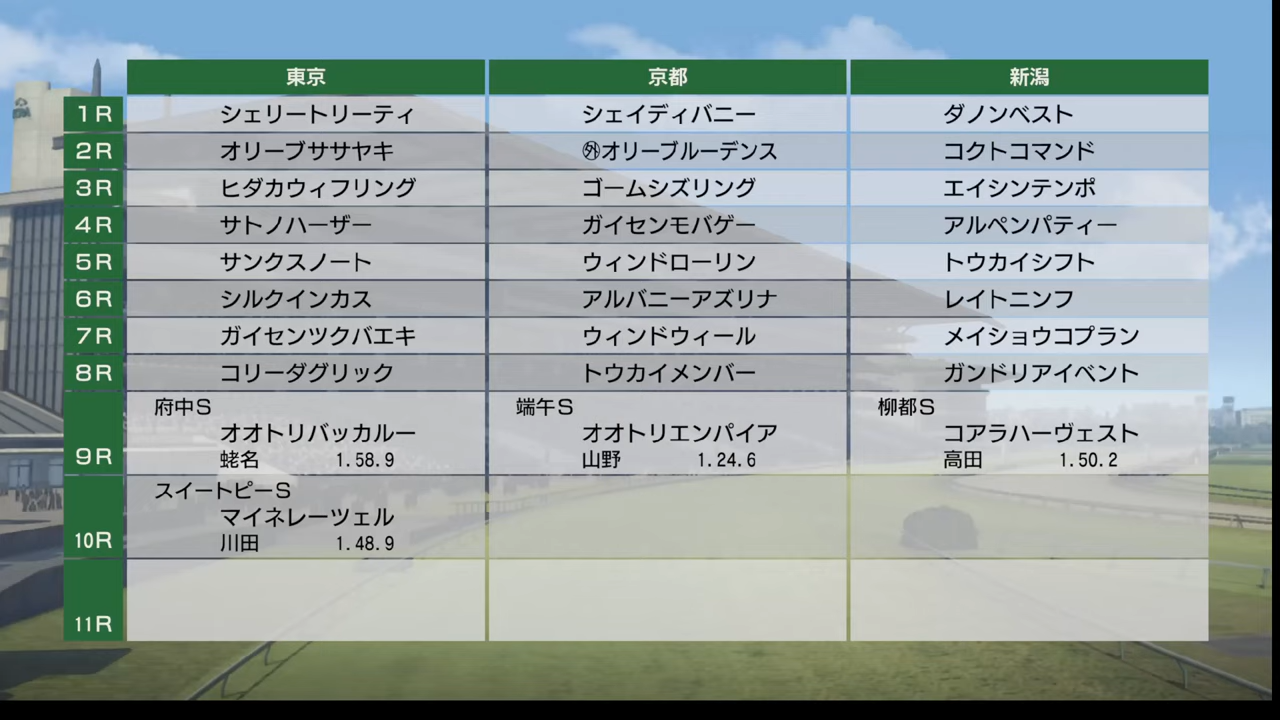 東京 京都 新潟
1R シェリートリーティ シェイディバニー ダノンベスト
2R オリーブササヤキ ㊕オリーブルーデンス コクトコマンド
3R ヒダカウィフリング ゴームシズリング エイシンテンポ
4R サトノハーザー ガイセンモバゲー アルペンパティー
5R サンクスノート ウィンドローリン トウカイシフト
6R シルクインカス アルバニーアズリナ レイトニンフ
7R ガイセンツクバエキ ウィンドウィール メイショウコプラン
8R コリーダグリック トウカイメンバー ガンドリアイベント
府中S 端午S 柳都S
オオトリバッカルー オオトリエンパイア コアラハーヴェスト
9R 蛯名 1.58.9 山野 1.24.6 高田 1.50.2
スイートピーS
マイネレーツェル
10R 川田 1.48.9
11R